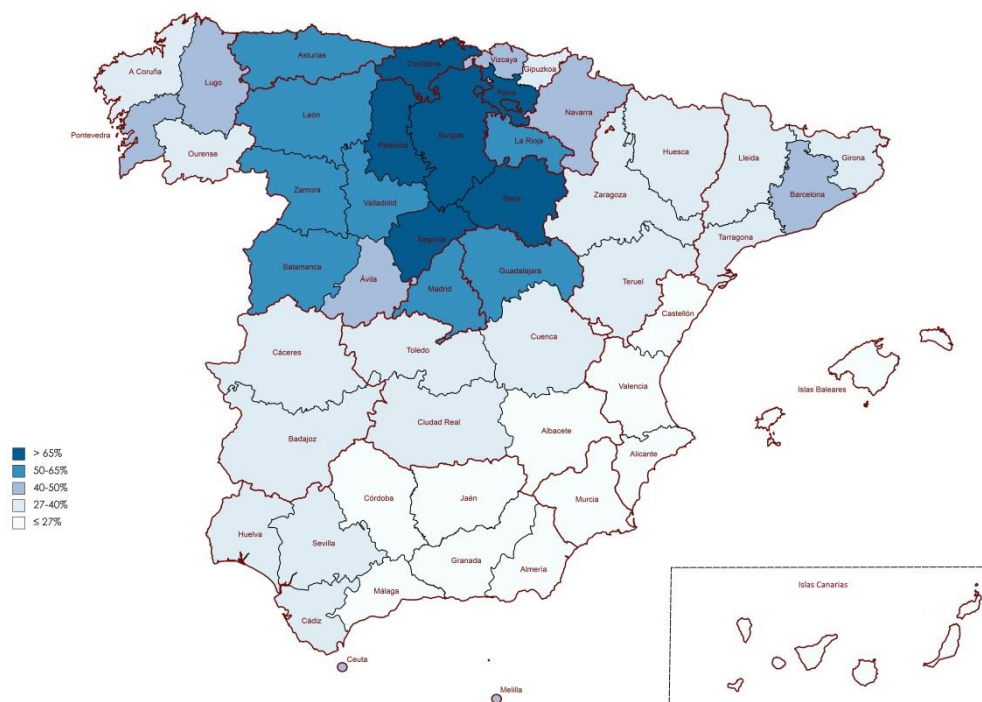 Asturias
Cantabria
Vizcaya
Gipuzkoa
A Coruña
Lugo
Álava
Navarra
León
Palencia
Burgos
La Rioja
Pontevedra
Ourense
Huesca
Lleida
Girona
Zamora
Valladolid
Soria
Zaragoza
Barcelona
Segovia
Tarragona
Salamanca
Ávila
Madrid
Guadalajara
Teruel
Castellón
Cáceres
Toledo
Cuenca
Valencia
Islas Baleares
Badajoz
Ciudad Real
Albacete
Alicante
> 65%
50-65%
40-50%
27-40%
≤ 27%
Córdoba
Jaén
Murcia
Huelva
Sevilla
Granada
Almería
Málaga
Cádiz
Islas Canarias
Ceuta
Melilla